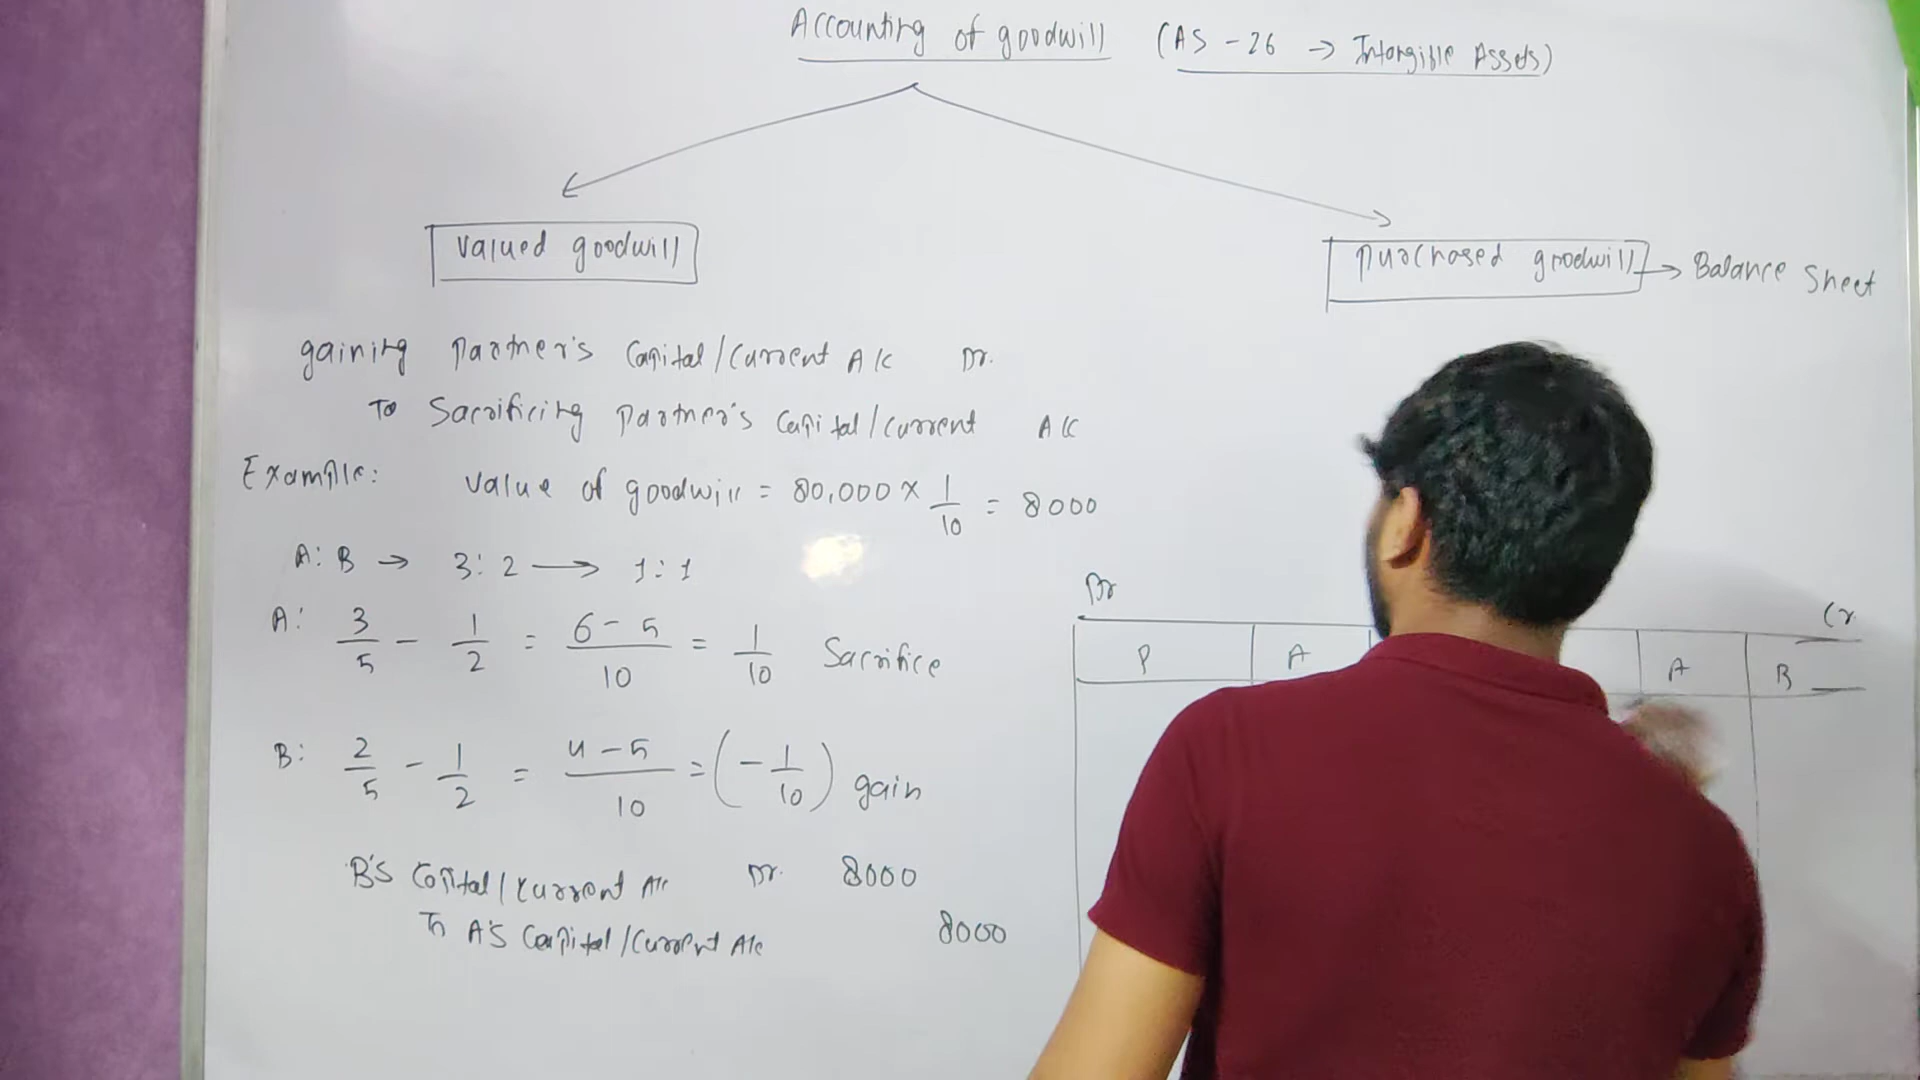 Accounting of goodwill (AS - 26 → Intangible Assets)
Valued goodwill
Purchased goodwill → Balance Sheet
gaining Partner's Capital/Current A/c Dr.
To Sacrificing Partner's Capital/Current A/c
Example: Value of goodwill = 80,000 × 1/10 = 8000
A: B → 3: 2 → 1: 1
A: 3/5 - 1/2 = 6 - 5/10 = 1/10 Sacrifice
B: 2/5 - 1/2 = 4 - 5/10 = (- 1/10) gain
B's Capital/Current A/c Dr. 8000
To A's Capital/Current A/c 8000
Dr Cr.
P A A B